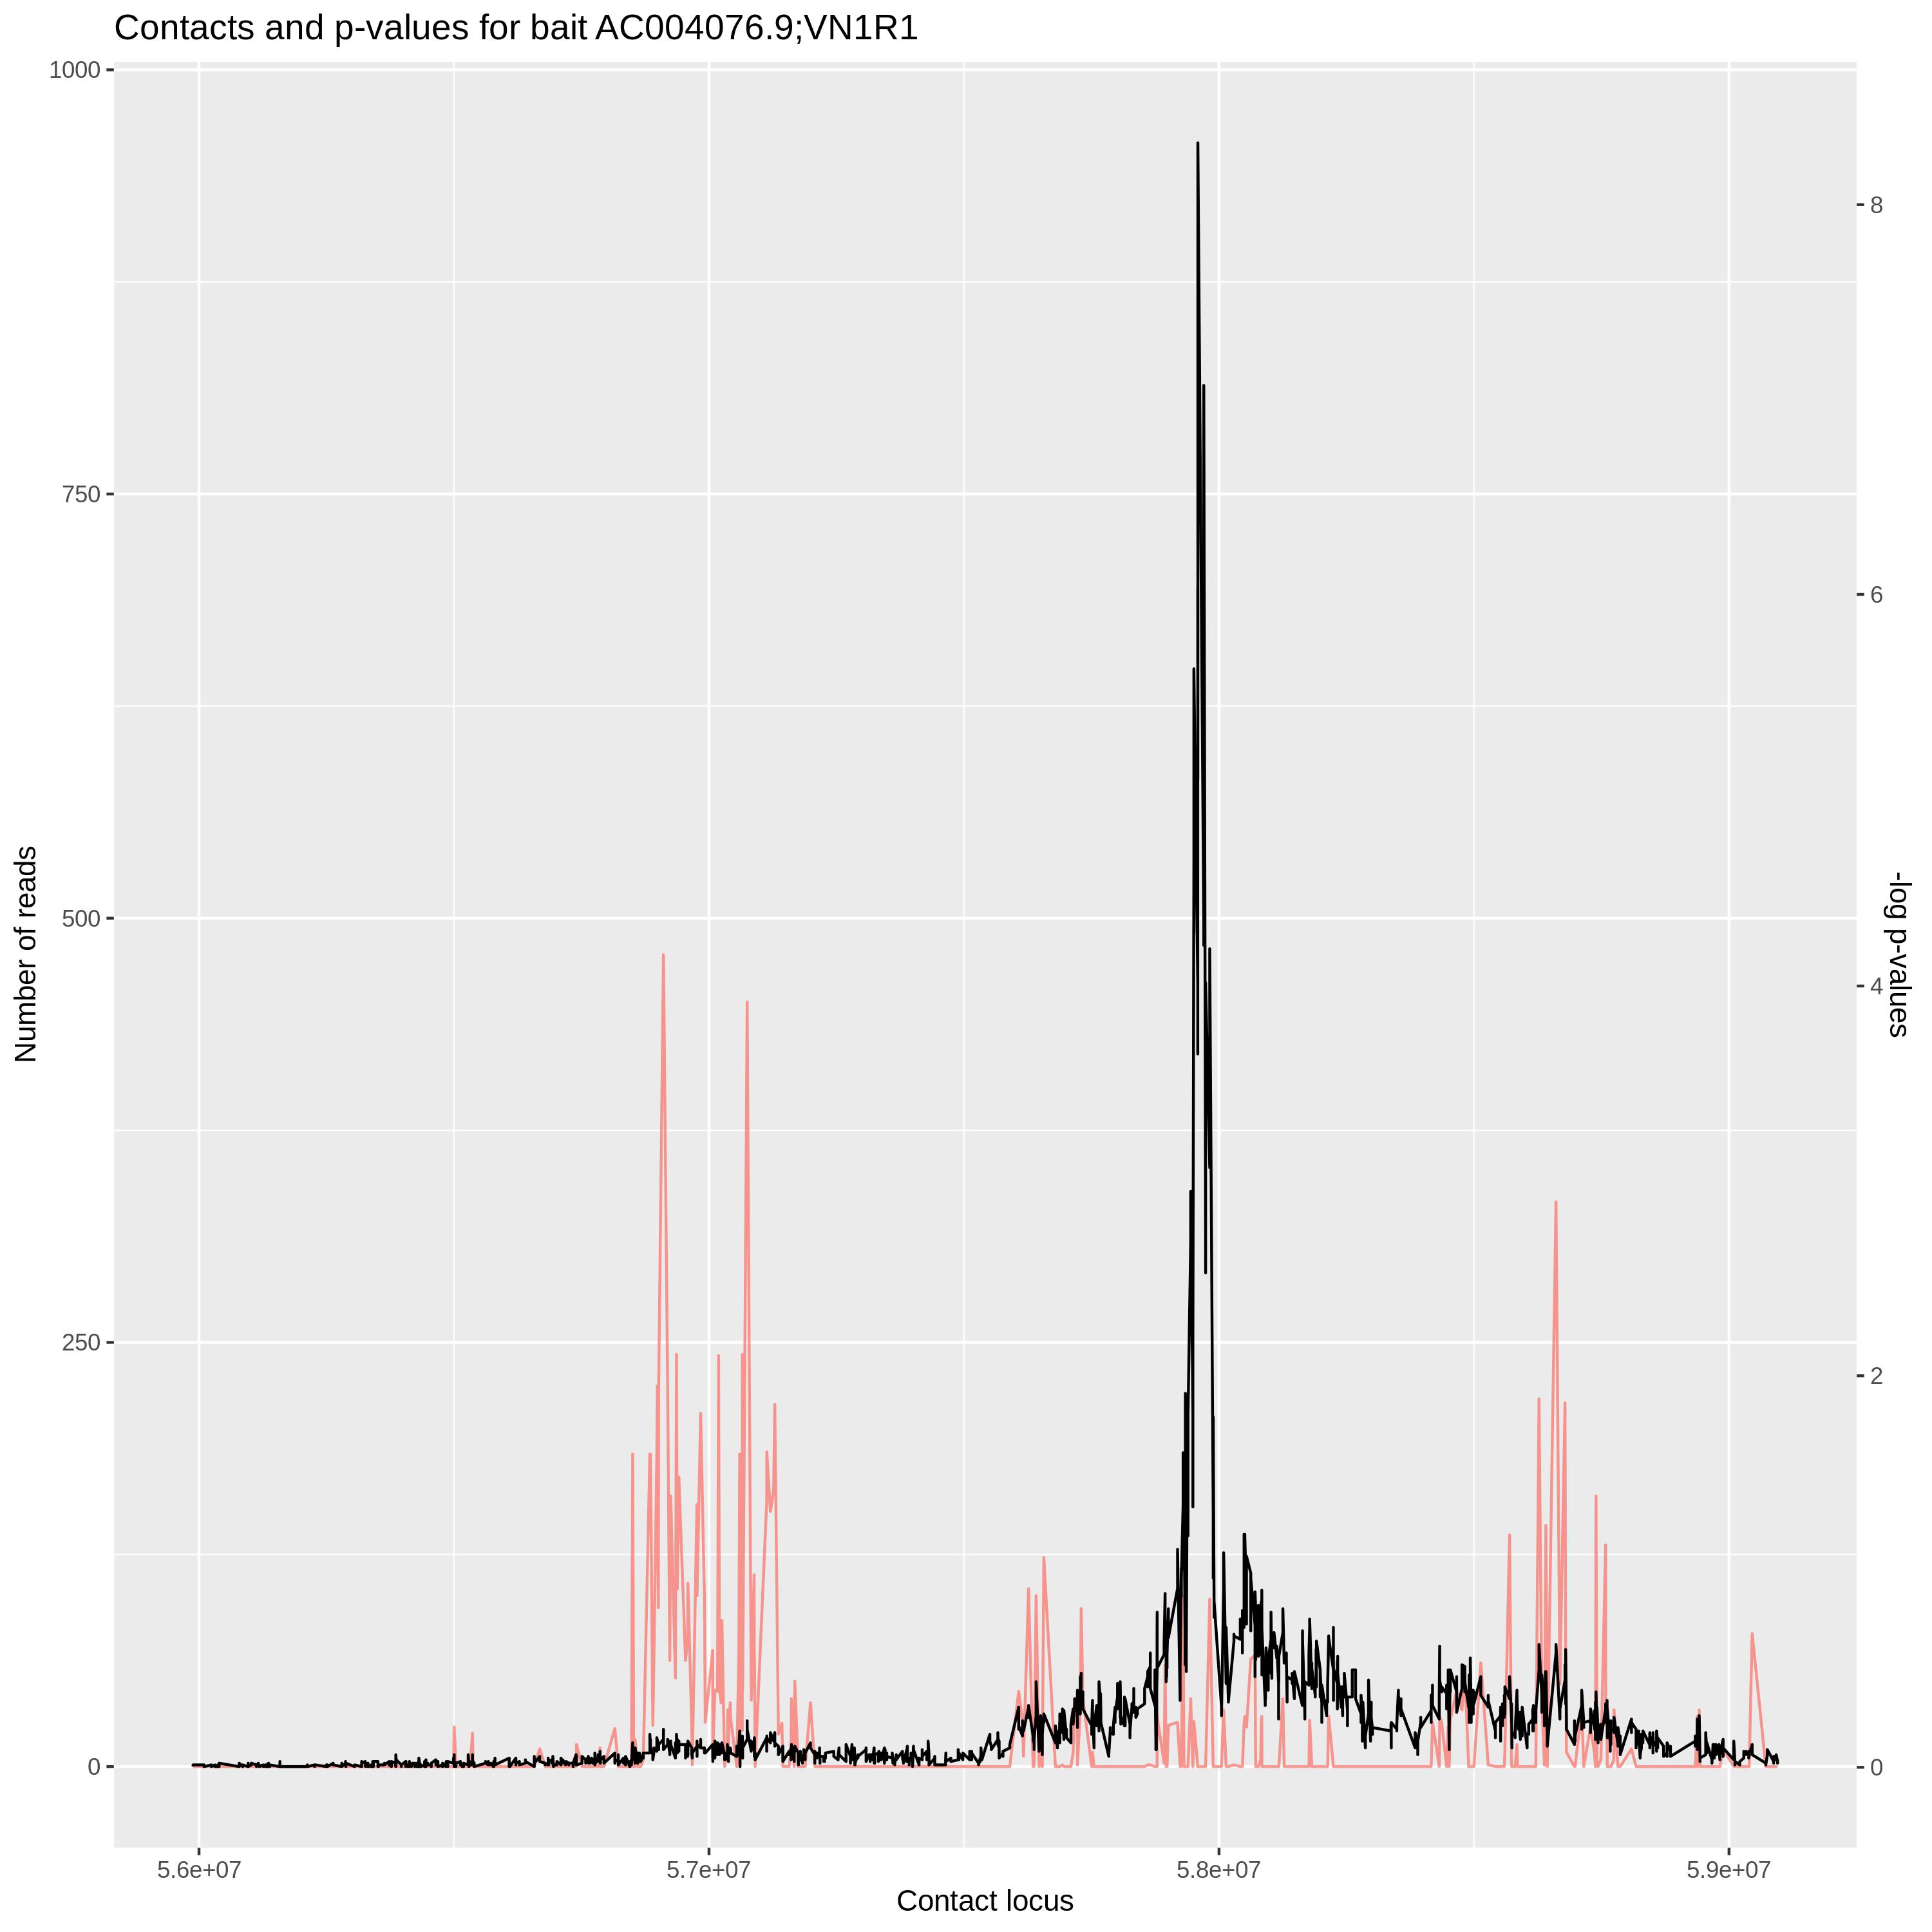 Contacts and p-values for bait AC004076.9;VN1R1
1000
750
500
250
0
Number of reads
8
6
4
2
0
-log p-values
5.6e+07
5.7e+07
5.8e+07
5.9e+07
Contact locus